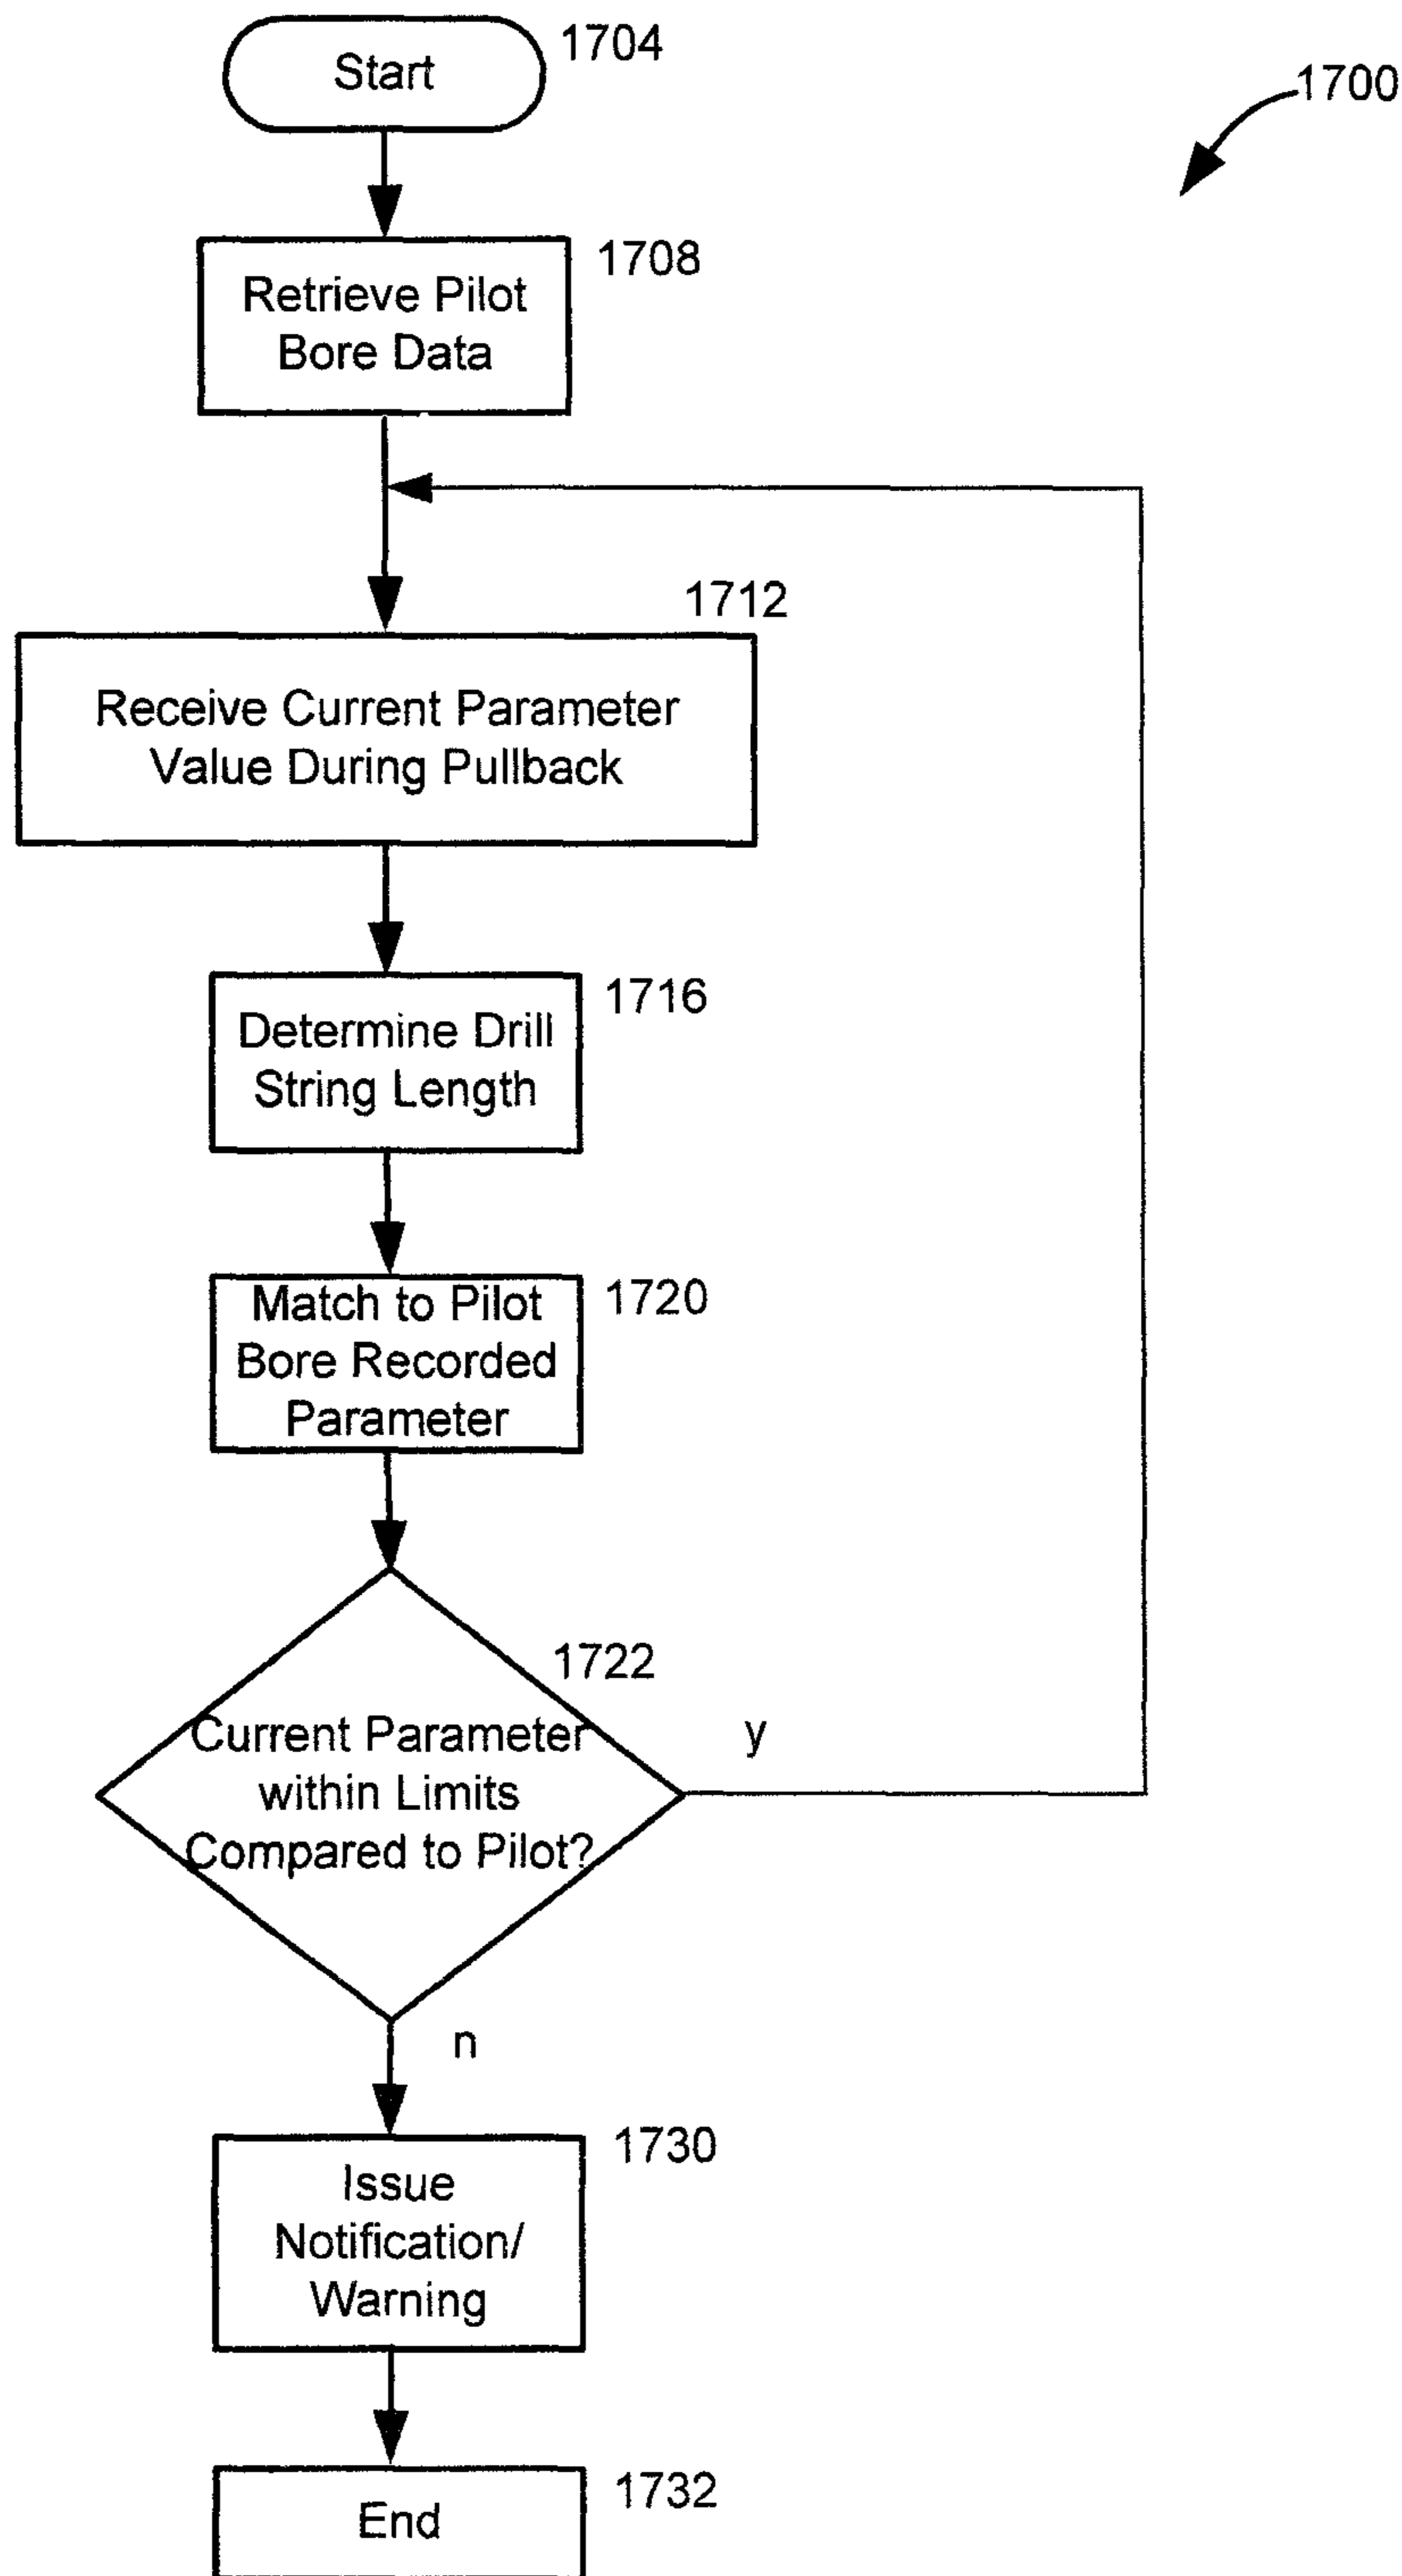 Start
1704
1700
Retrieve Pilot
Bore Data
1708
1712
Receive Current Parameter
Value During Pullback
Determine Drill
String Length
1716
Match to Pilot
Bore Recorded
Parameter
1720
1722
Current Parameter
within Limits
Compared to Pilot?
y
n
Issue
Notification/
Warning
1730
End
1732